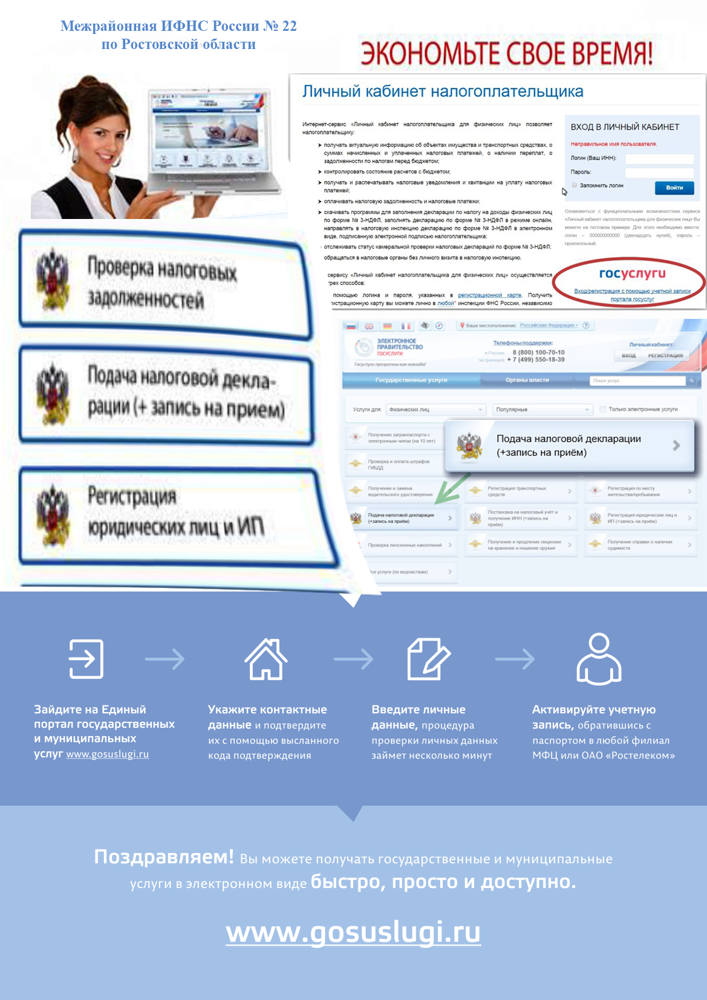 Межрайонная ИФНС России № 22
по Ростовской области
ЭКОНОМЬТЕ СВОЕ ВРЕМЯ!
Личный кабинет налогоплательщика
Интернет-сервис «Личный кабинет налогоплательщика для физических лиц» позволяет
налогоплательщику:
➤ получать актуальную информацию об объектах имущества и транспортных средствах, о
суммах начисленных и уплаченных налоговых платежей, о наличии переплат, о
задолженности по налогам перед бюджетом;
➤ контролировать состояние расчетов с бюджетом;
➤ получать и распечатывать налоговые уведомления и квитанции на уплату налоговых
платежей;
➤ оплачивать налоговую задолженность и налоговые платежи;
➤ скачивать программы для заполнения декларации по налогу на доходы физических лиц
по форме № 3-НДФЛ, заполнять декларацию по форме № 3-НДФЛ в режиме онлайн,
направлять в налоговую инспекцию декларацию по форме № 3-НДФЛ в электронном
виде, подписанную электронной подписью налогоплательщика;
отслеживать статус камеральной проверки налоговых деклараций по форме № 3-НДФЛ;
обращаться в налоговые органы без личного визита в налоговую инспекцию.
сервису «Личный кабинет налогоплательщика для физических лиц» осуществляется
трех способов:
помощью логина и пароля, указанных в регистрационной карте. Получить
истрационную карту вы можете лично в любой* инспекции ФНС России, независимо
ВХОД В ЛИЧНЫЙ КАБИНЕТ
Неправильное имя пользователя.
Логин (Ваш ИНН):
Пароль:
Запомнить логин
Войти
Ознакомиться с функциональными возможностями сервиса
«Личный кабинет налогоплательщика для физических лиц» Вы
можете на тестовом примере. Для этого необходимо ввести:
логин – 000000000000 (двенадцать нулей), пароль –
произвольный.
госуслуги
Вход/регистрация с помощью учетной записи
портала госуслуг
Проверка налоговых
задолженностей
Подача налоговой декла-
рации (+ запись на прием)
Регистрация
юридических лиц и ИП
Ваше местоположение: Российская Федерация
ЭЛЕКТРОННОЕ
ПРАВИТЕЛЬСТВО
ГОСУСЛУГИ
Госуслуги прозрачны как никогда!
Телефоны поддержки:
в России 8 (800) 100-70-10
за границей + 7 (499) 550-18-39
Личный кабинет:
ВХОД РЕГИСТРАЦИЯ
Государственные услуги
Органы власти
Поиск услуг
Услуги для: Физических лиц
Популярные
Только электронные услуги
Получение загранпаспорта с
электронным чипом (на 10 лет)
Подача налоговой декларации
(+запись на приём)
Проверка и оплата штрафов
ГИБДД
Получение и замена
водительского удостоверения
Регистрация транспортных
средств
Регистрация по месту
жительства/пребывания
Подача налоговой декларации
(+запись на приём)
Постановка на налоговый учёт и
получение ИНН (+запись на
приём)
Регистрация юридических лиц и
ИП (+запись на приём)
Проверка пенсионных накоплений
Получение и продление лицензии
на хранение и ношение оружия
Получение справки о наличии
судимости
все услуги (по ведомствам)
Зайдите на Единый
портал государственных
и муниципальных
услуг www.gosuslugi.ru
Укажите контактные
данные и подтвердите
их с помощью высланного
кода подтверждения
Введите личные
данные, процедура
проверки личных данных
займет несколько минут
Активируйте учетную
запись, обратившись с
паспортом в любой филиал
МФЦ или ОАО «Ростелеком»
Поздравляем! Вы можете получать государственные и муниципальные
услуги в электронном виде быстро, просто и доступно.
www.gosuslugi.ru